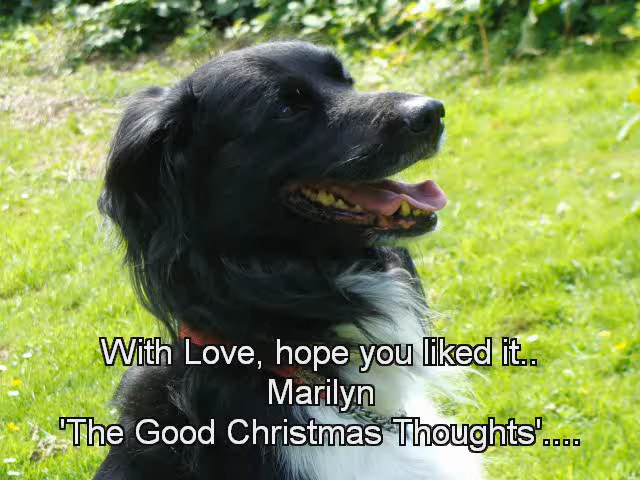 With Love, hope you liked it..
Marilyn
'The Good Christmas Thoughts'....